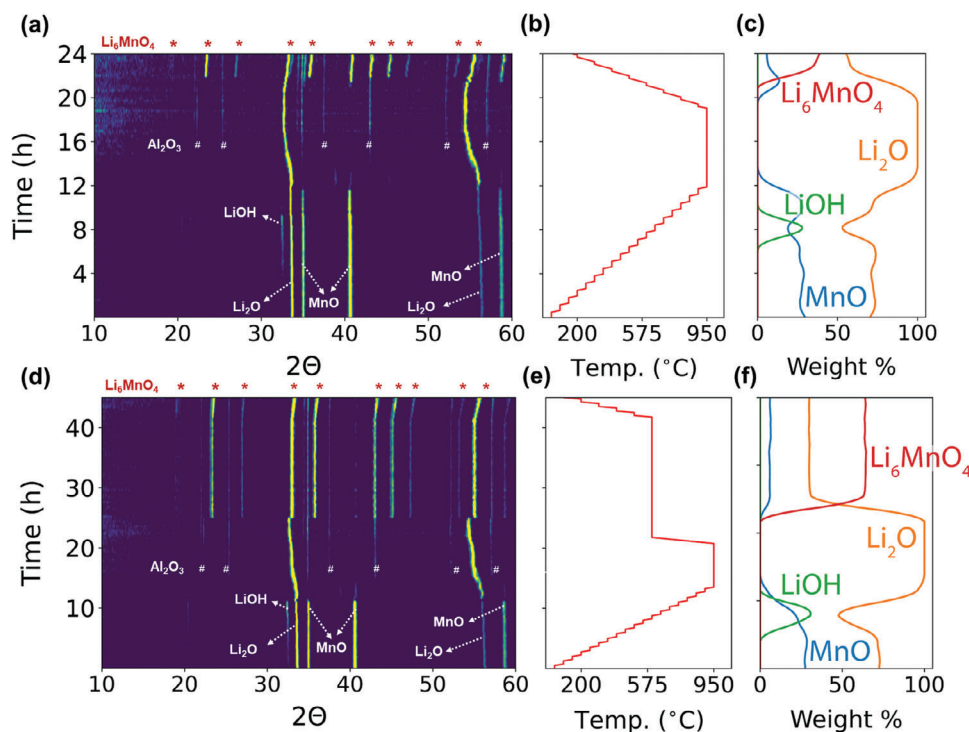 (a)
(b)
(c)
Li₆MnO₄ * * * * * * * * * *
24
20
16
12
8
4
Time (h)
Al₂O₃ # # # # # #
LiOH
Li₂O
MnO
MnO
Li₂O
10 20 30 40 50 60
2Θ
200 575 950
Temp. (°C)
Li₆MnO₄
Li₂O
LiOH
MnO
0 50 100
Weight %
(d)
(e)
(f)
Li₆MnO₄ * * * * * * * * * *
40
30
20
10
Time (h)
Al₂O₃ # # # # # #
LiOH
Li₂O
MnO
MnO
Li₂O
10 20 30 40 50 60
2Θ
200 575 950
Temp. (°C)
Li₆MnO₄
Li₂O
LiOH
MnO
0 50 100
Weight %